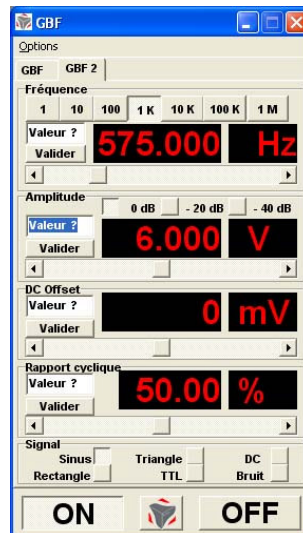 GBF
Options
GBF GBF 2
Fréquence
1 10 100 1 K 10 K 100 K 1 M
Valeur ?
Valider
575.000 Hz
Amplitude
0 dB - 20 dB - 40 dB
Valeur ?
Valider
6.000 V
DC Offset
Valeur ?
Valider
0 mV
Rapport cyclique
Valeur ?
Valider
50.00 %
Signal
Sinus Triangle DC
Rectangle TTL Bruit
ON OFF